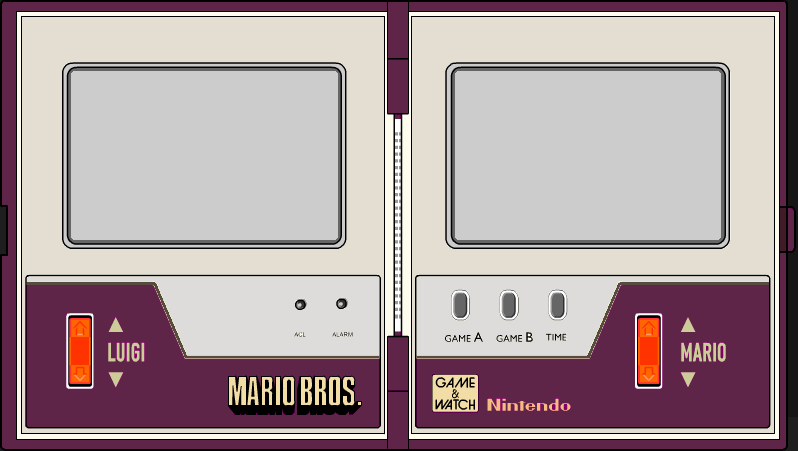 ACL ALARM
LUIGI
MARIO BROS.
GAME A GAME B TIME
MARIO
GAME
&
WATCH
Nintendo